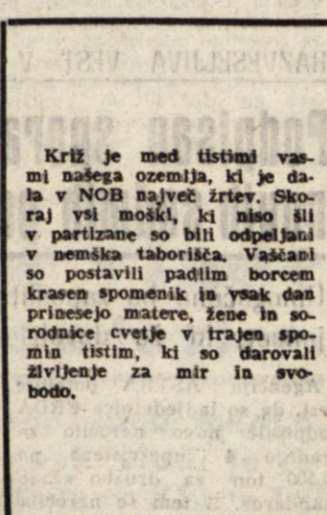 Križ je med tistimi vas-
mi našega ozemlja, ki je da-
la v NOB največ žrtev. Sko-
raj vsi moški, ki niso šli
v partizane so bili odpeljani
v nemška taborišča. Vaščani
so postavili padlim borcem
krasen spomenik in vsak dan
prinesejo matere, žene in so-
rodnice cvetje v trajen spo-
min tistim, ki so darovali
življenje za mir in svo-
bodo.